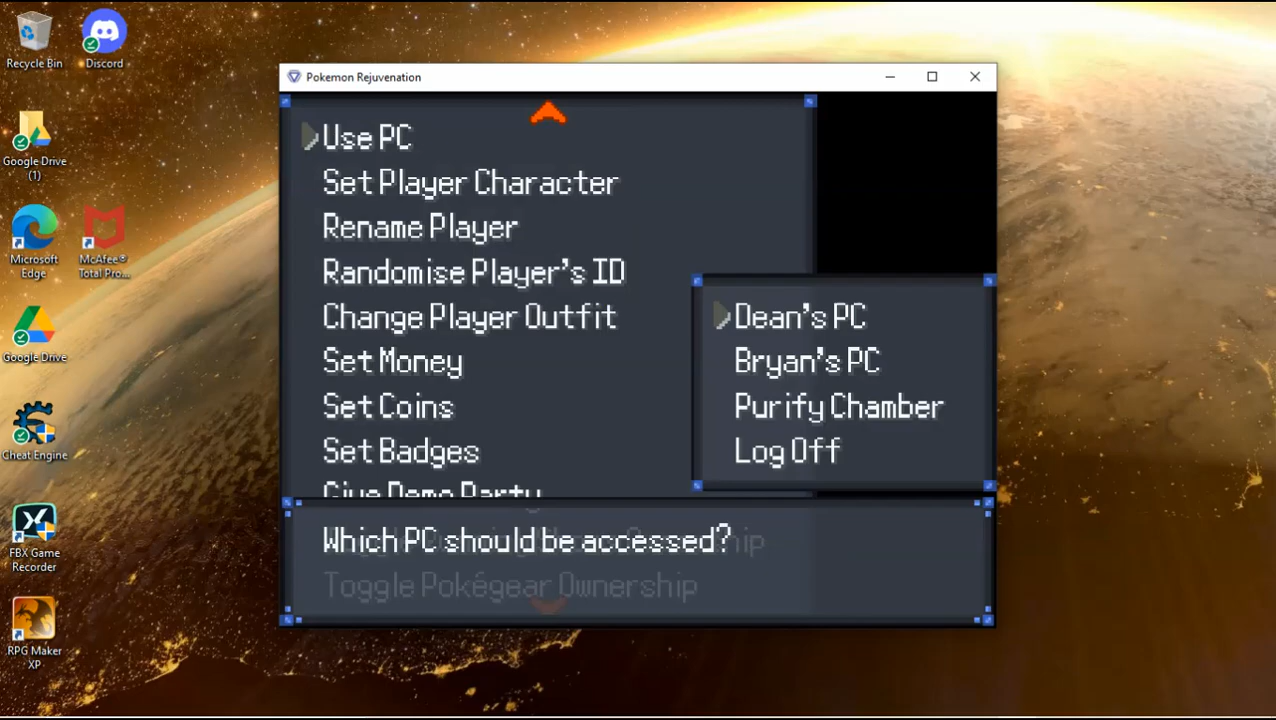 Recycle Bin
Discord
Google Drive
(1)
Microsoft
Edge
McAfee®
Total Pro...
Google Drive
Cheat Engine
FBX Game
Recorder
RPG Maker
XP
Pokemon Rejuvenation
Use PC
Set Player Character
Rename Player
Randomise Player's ID
Change Player Outfit
Set Money
Set Coins
Set Badges
Give Demo Party
Dean's PC
Bryan's PC
Purify Chamber
Log Off
Which PC should be accessed?
Toggle Pokégear Ownership